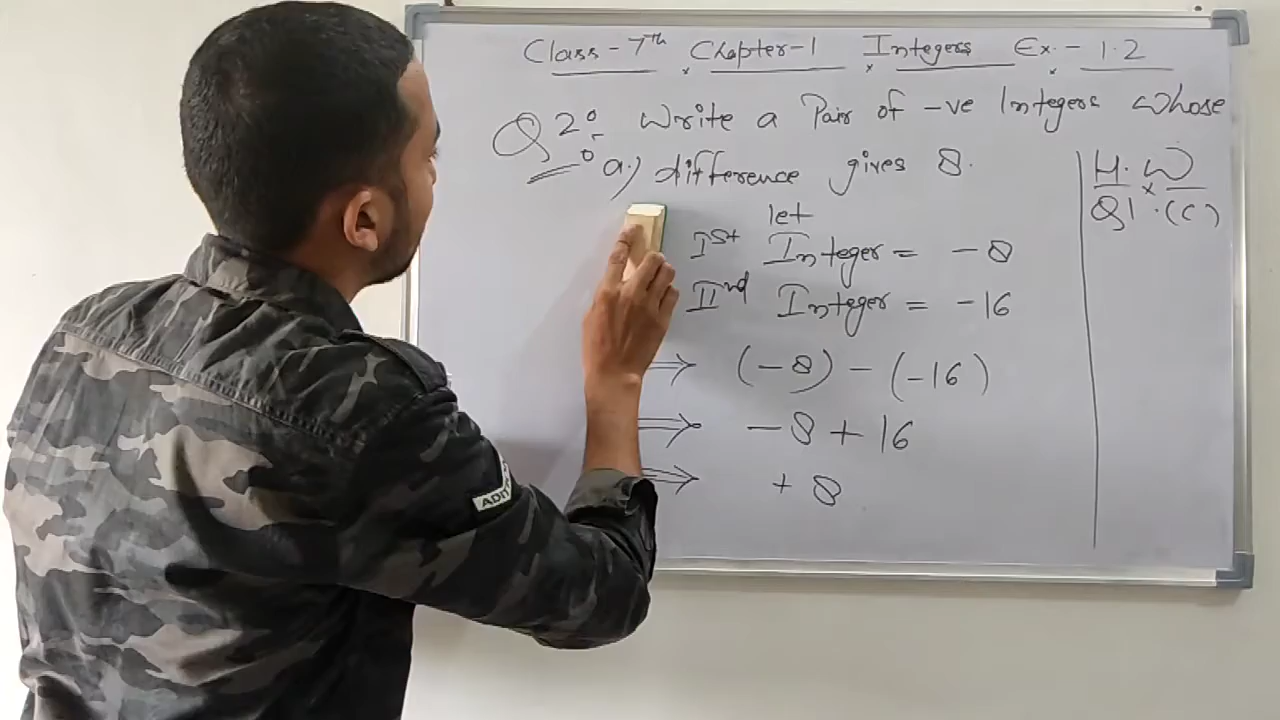 Class-7th Chapter-1 Integers Ex.-1.2
Q2: Write a Pair of -ve Integers whose
a.) difference gives 8.
let
Ist Integer = -8
IInd Integer = -16
⇒ (-8) - (-16)
⇒ -8+16
⇒ +8
H.W
Q1.(c)